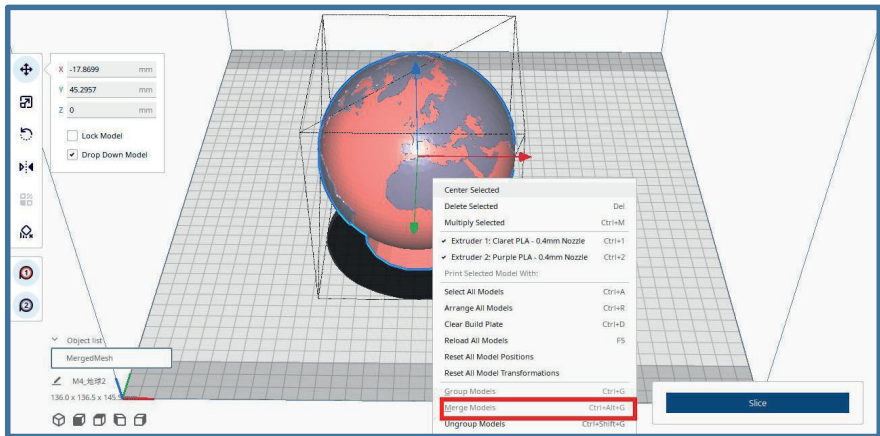 X -17.8699 mm
Y 45.2957 mm
Z 0 mm
Lock Model
Drop Down Model
Center Selected
Delete Selected Del
Multiply Selected Ctrl+M
Extruder 1: Claret PLA - 0.4mm Nozzle Ctrl+1
Extruder 2: Purple PLA - 0.4mm Nozzle Ctrl+2
Print Selected Model With:
Select All Models Ctrl+A
Arrange All Models Ctrl+R
Clear Build Plate Ctrl+D
Reload All Models F5
Reset All Model Positions
Reset All Model Transformations
Group Models Ctrl+G
Merge Models Ctrl+Alt+G
Ungroup Models Ctrl+Shift+G
1
2
Object list
MergedMesh
M4_地球2
136.0 x 136.5 x 145.9
Slice